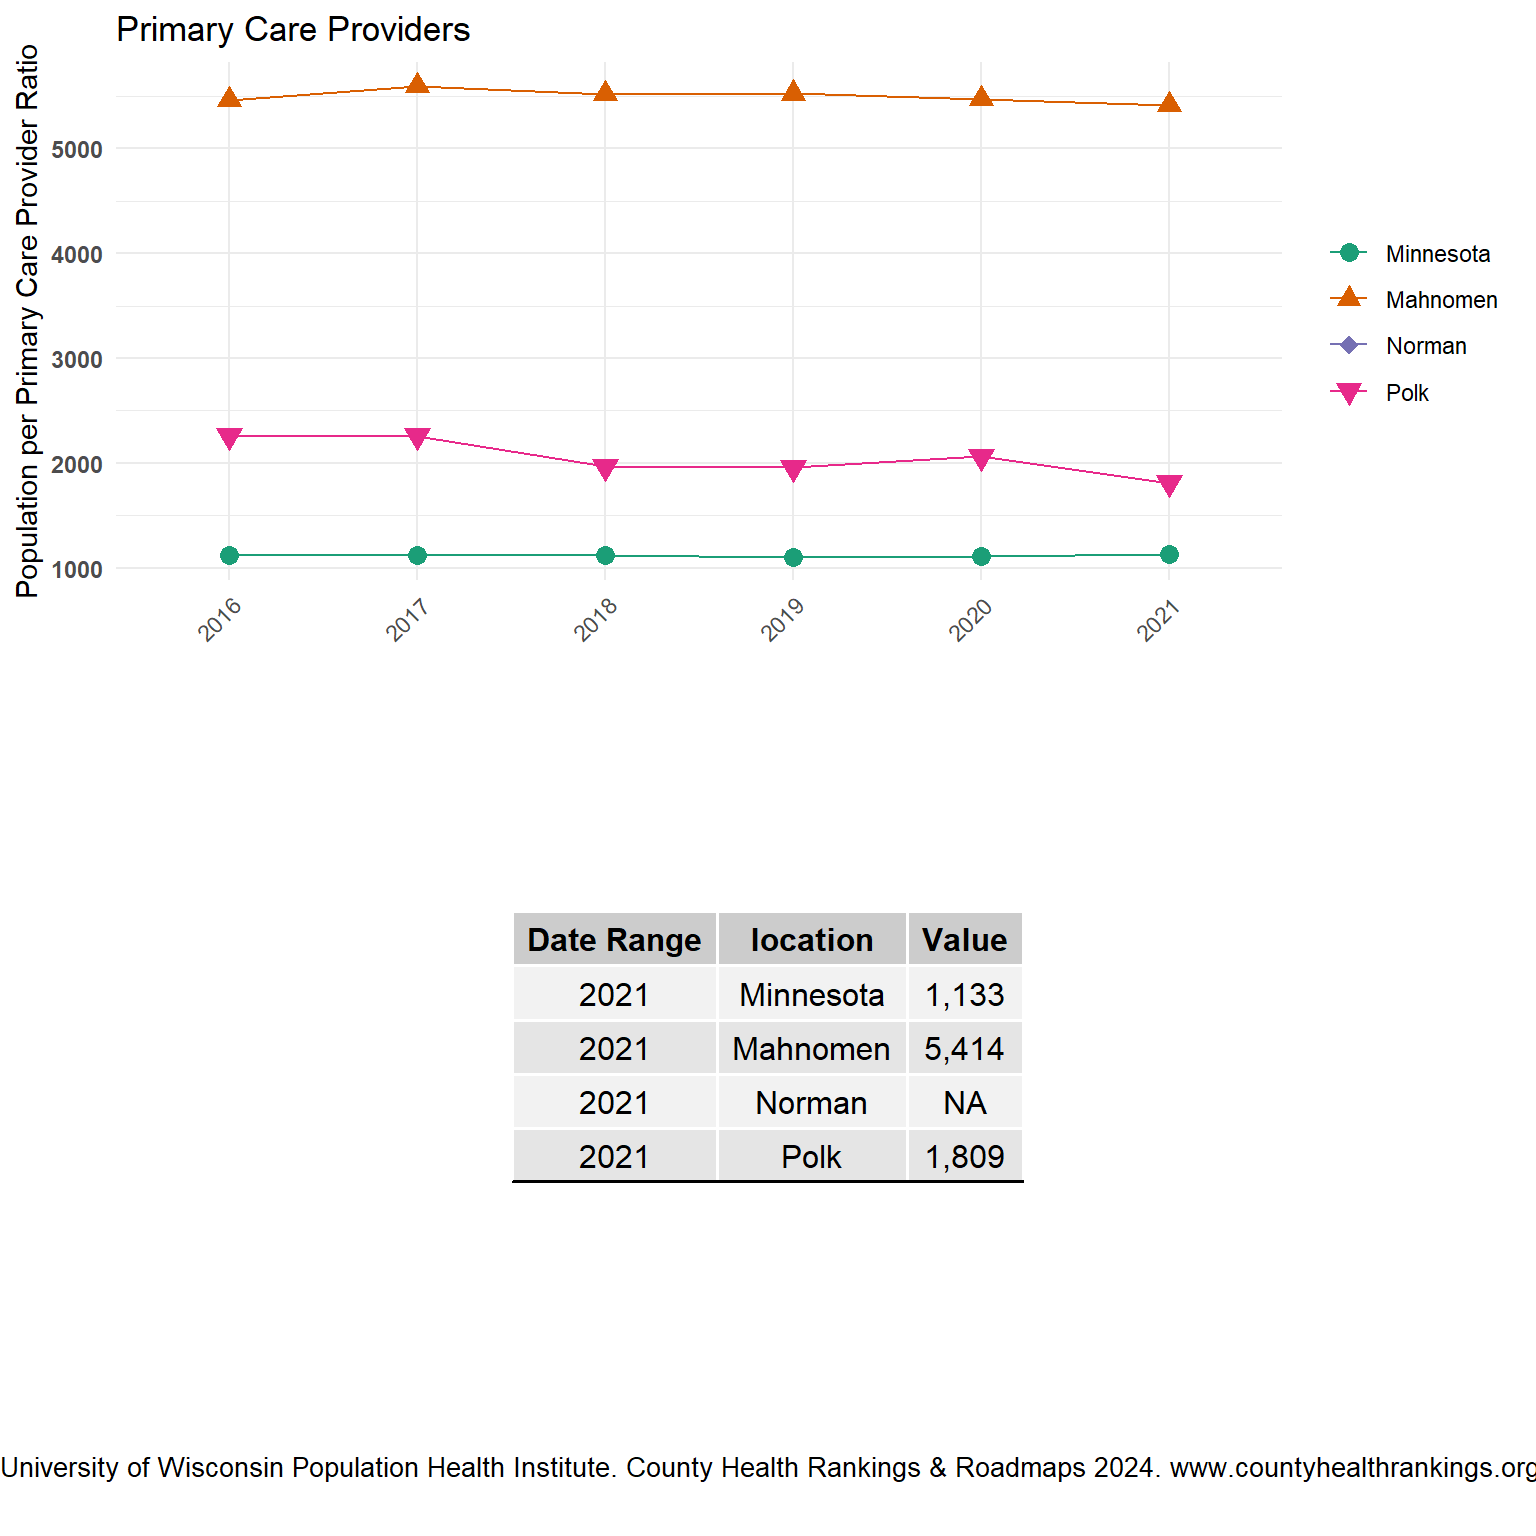 Primary Care Providers
Population per Primary Care Provider Ratio
5000
4000
3000
2000
1000
2016 2017 2018 2019 2020 2021
Minnesota
Mahnomen
Norman
Polk
Date Range location Value
2021 Minnesota 1,133
2021 Mahnomen 5,414
2021 Norman NA
2021 Polk 1,809
University of Wisconsin Population Health Institute. County Health Rankings & Roadmaps 2024. www.countyhealthrankings.org